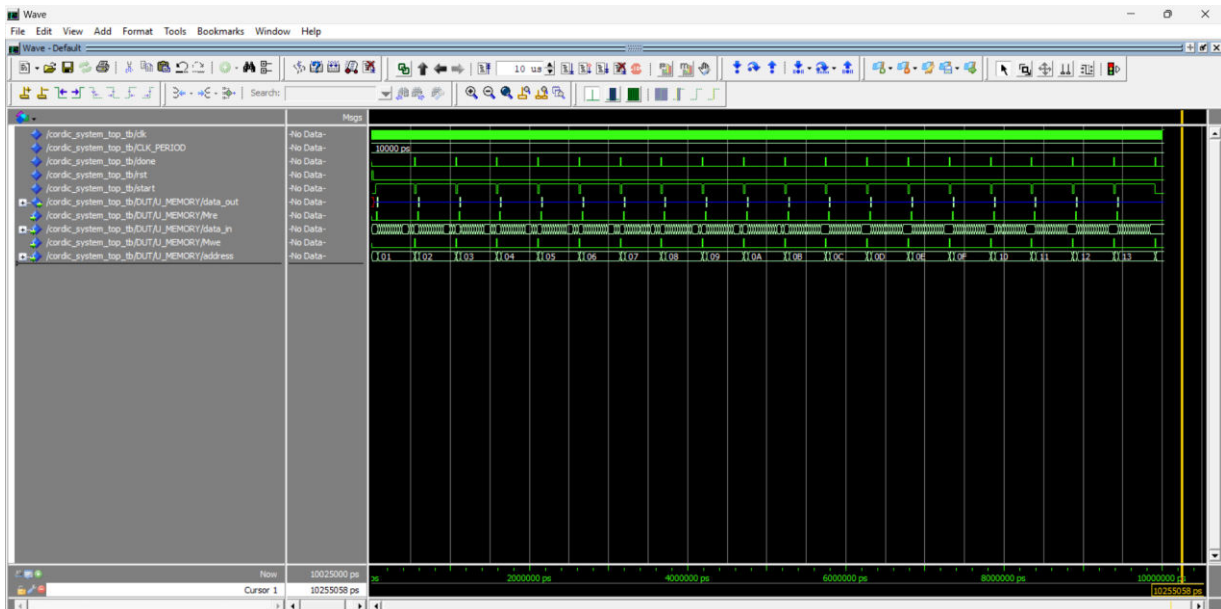 Wave
File Edit View Add Format Tools Bookmarks Window Help
Wave - Default
10 us
Search:
Msgs
/cordic_system_top_tb/clk -No Data-
/cordic_system_top_tb/CLK_PERIOD -No Data- 10000 ps
/cordic_system_top_tb/done -No Data-
/cordic_system_top_tb/rst -No Data-
/cordic_system_top_tb/start -No Data-
/cordic_system_top_tb/DUT/U_MEMORY/data_out -No Data-
/cordic_system_top_tb/DUT/U_MEMORY/Mre -No Data-
/cordic_system_top_tb/DUT/U_MEMORY/data_in -No Data-
/cordic_system_top_tb/DUT/U_MEMORY/Mwe -No Data-
/cordic_system_top_tb/DUT/U_MEMORY/address -No Data- 01 02 03 04 05 06 07 08 09 0A 0B 0C 0D 0E 0F 10 11 12 13
Now 10025000 ps 2000000 ps 4000000 ps 6000000 ps 8000000 ps 10000000 ps
Cursor 1 10255058 ps 10255058 ps